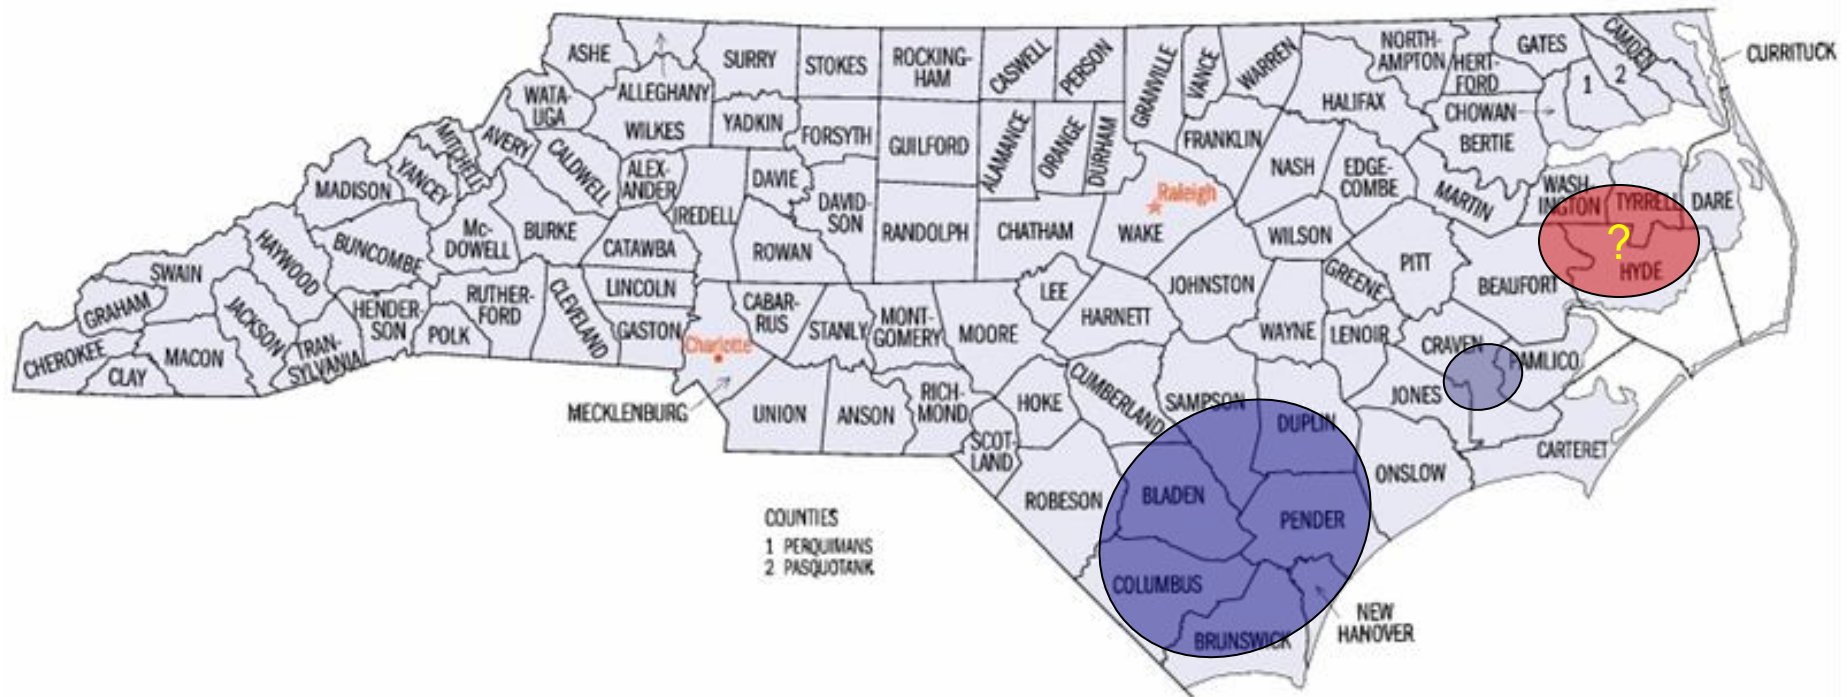 ASHE
SURRY
STOKES
ROCKING-
HAM
CASWELL
PERSON
GRANVILLE
VANCE
WARREN
NORTH-
AMPTON
HERT-
FORD
GATES
CAMDEN
CURRITUCK
1
2
WATA-
UGA
ALLEGHANY
WILKES
YADKIN
FORSYTH
GUILFORD
ALAMANCE
ORANGE
DURHAM
FRANKLIN
HALIFAX
CHOWAN
BERTIE
MITCHELL
AVERY
CALDWELL
ALEX-
ANDER
IREDELL
DAVIE
DAVID-
SON
NASH
EDGE-
COMBE
MARTIN
WASH-
INGTON
TYRRELL
DARE
MADISON
YANCEY
Mc-
DOWELL
BURKE
CATAWBA
ROWAN
RANDOLPH
CHATHAM
Raleigh
WAKE
WILSON
PITT
?
HYDE
BEAUFORT
HAYWOOD
BUNCOMBE
SWAIN
GRAHAM
JACKSON
HENDER-
SON
RUTHER-
FORD
POLK
CLEVELAND
LINCOLN
GASTON
CABAR-
RUS
STANLY
MONT-
GOMERY
MOORE
LEE
HARNETT
JOHNSTON
GREENE
WAYNE
LENOIR
CRAVEN
PAMLICO
CHEROKEE
CLAY
MACON
TRAN-
SYLVANIA
Charlotte
MECKLENBURG
UNION
ANSON
RICH-
MOND
SCOT-
LAND
HOKE
CUMBERLAND
SAMPSON
DUPLIN
JONES
CARTERET
ONSLOW
ROBESON
BLADEN
PENDER
COLUMBUS
BRUNSWICK
NEW
HANOVER
COUNTIES
1 PERQUIMANS
2 PASQUOTANK